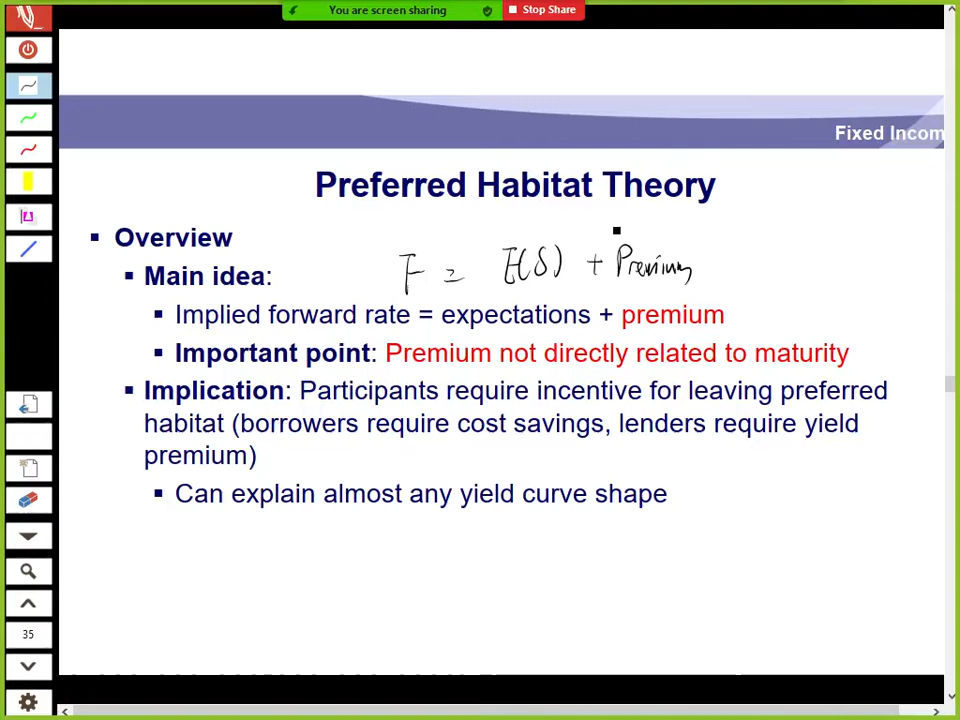 You are screen sharing
Stop Share
Fixed Incom
Preferred Habitat Theory
Overview
F = E(S) + Premium
Main idea:
Implied forward rate = expectations + premium
Important point: Premium not directly related to maturity
Implication: Participants require incentive for leaving preferred
habitat (borrowers require cost savings, lenders require yield
premium)
Can explain almost any yield curve shape
35